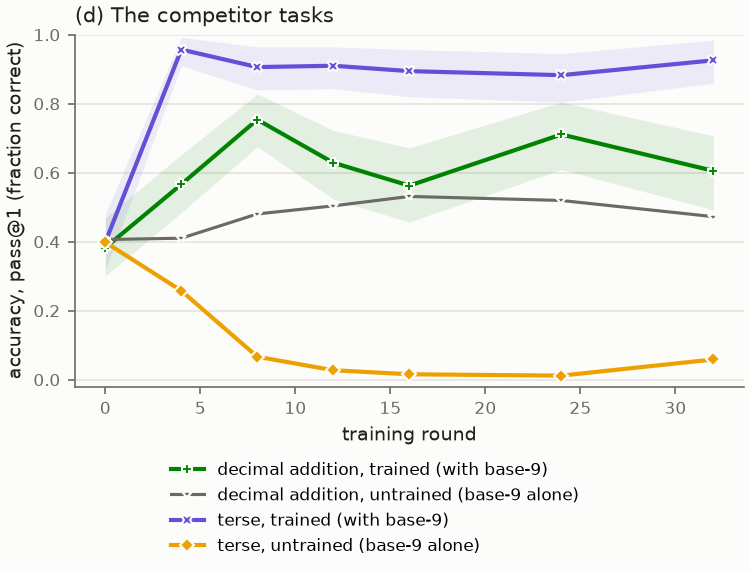 (d) The competitor tasks
accuracy, pass@1 (fraction correct)
1.0
0.8
0.6
0.4
0.2
0.0
0 5 10 15 20 25 30
training round
decimal addition, trained (with base-9)
decimal addition, untrained (base-9 alone)
terse, trained (with base-9)
terse, untrained (base-9 alone)